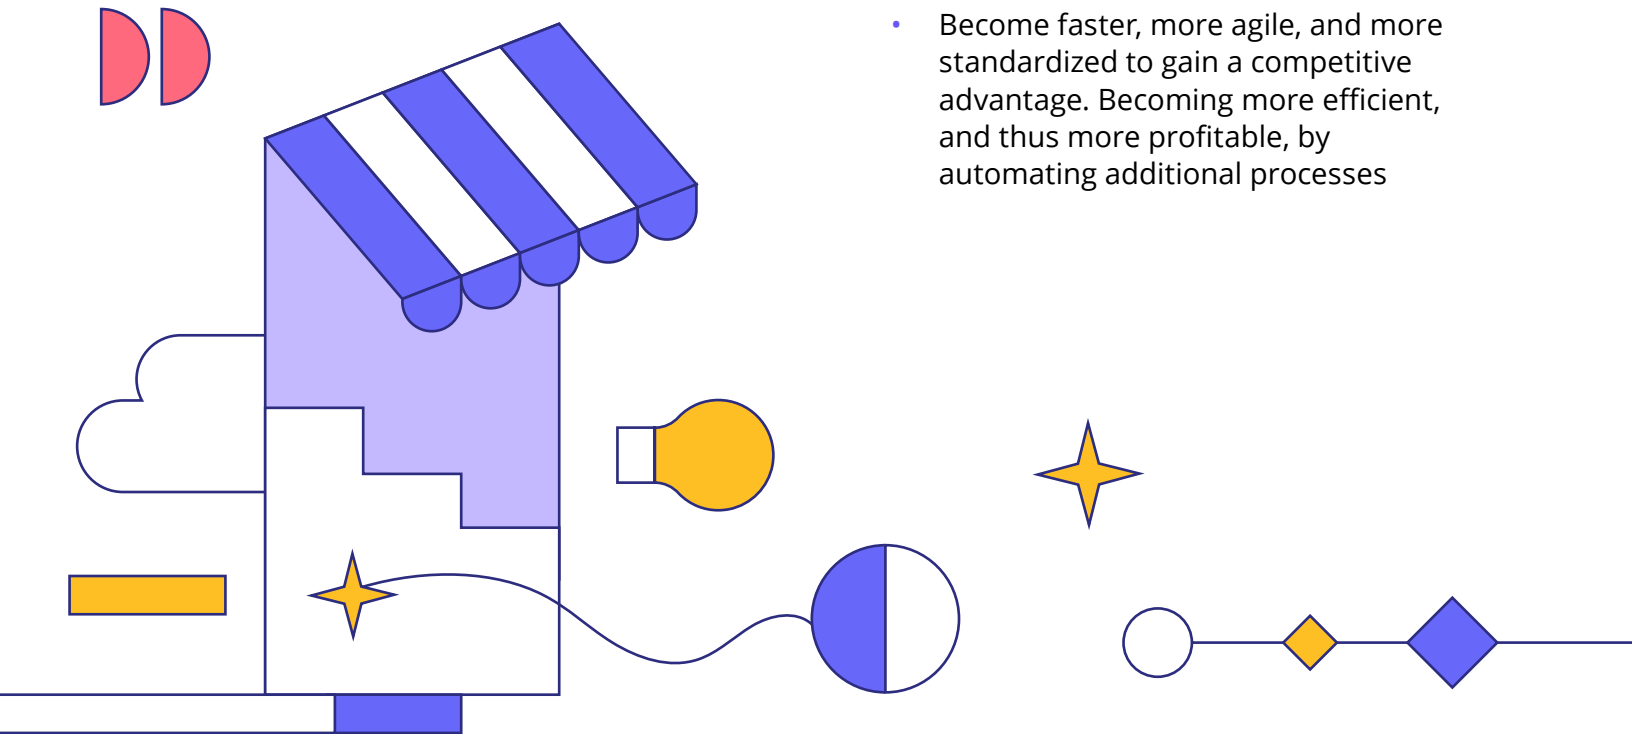 • Become faster, more agile, and more
standardized to gain a competitive
advantage. Becoming more efficient,
and thus more profitable, by
automating additional processes